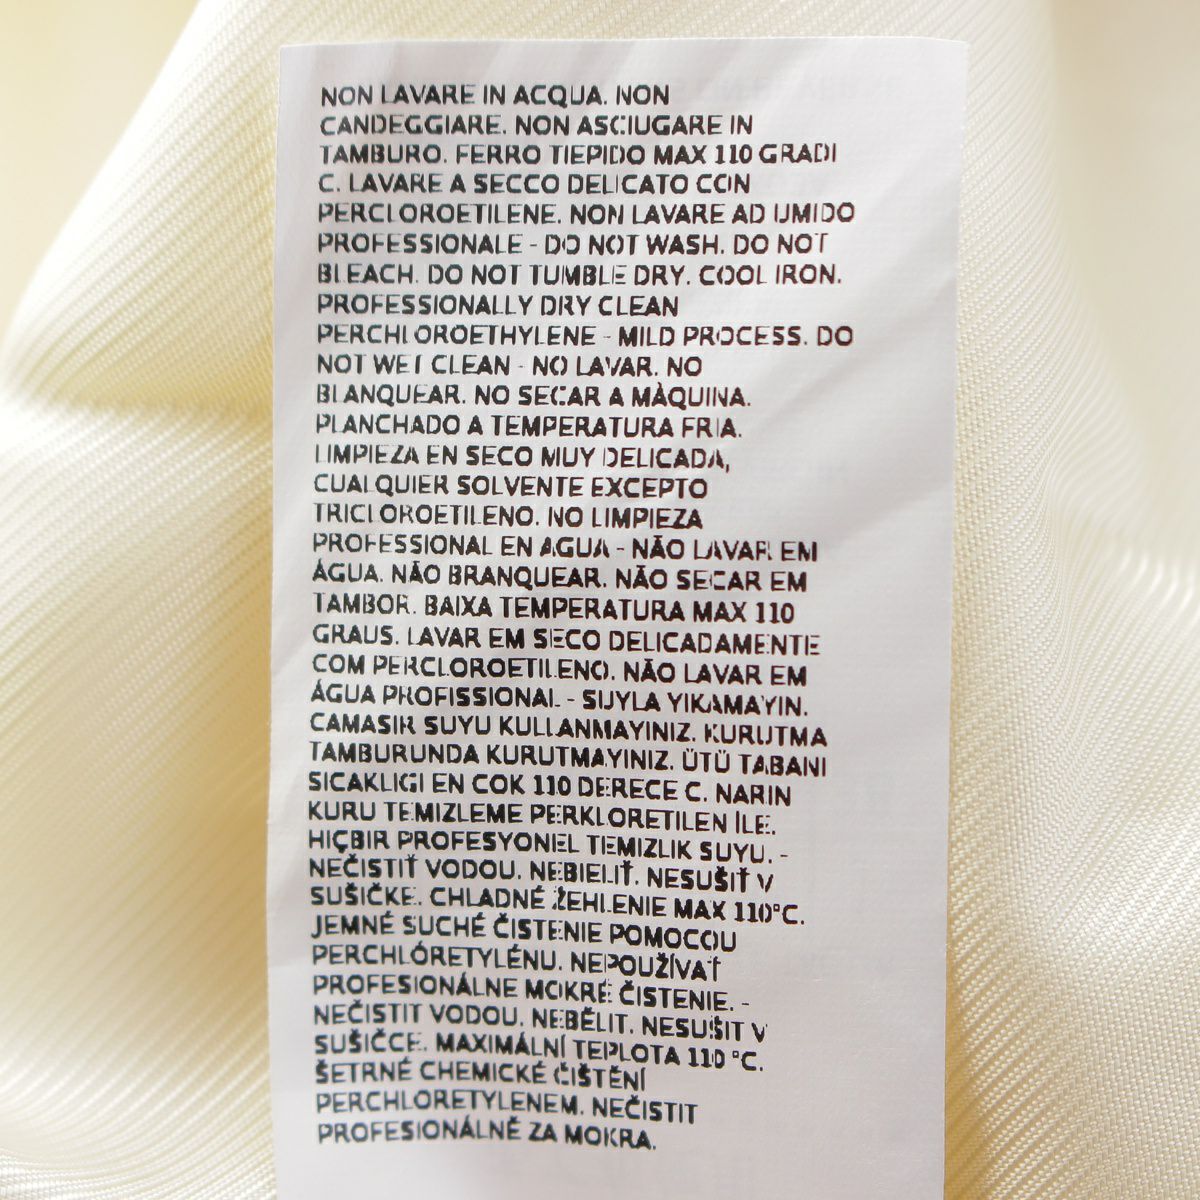 NON LAVARE IN ACQUA. NON
CANDEGGIARE. NON ASCIUGARE IN
TAMBURO. FERRO TIEPIDO MAX 110 GRADI
C. LAVARE A SECCO DELICATO CON
PERCLOROETILENE. NON LAVARE AD UMIDO
PROFESSIONALE - DO NOT WASH. DO NOT
BLEACH. DO NOT TUMBLE DRY. COOL IRON.
PROFESSIONALLY DRY CLEAN
PERCHLOROETHYLENE - MILD PROCESS. DO
NOT WET CLEAN - NO LAVAR. NO
BLANQUEAR. NO SECAR A MÀQUINA.
PLANCHADO A TEMPERATURA FRIA.
LIMPIEZA EN SECO MUY DELICADA,
CUALQUIER SOLVENTE EXCEPTO
TRICLOROETILENO. NO LIMPIEZA
PROFESSIONAL EN AGUA - NÃO LAVAR EM
ÁGUA. NÃO BRANQUEAR. NÃO SECAR EM
TAMBOR. BAIXA TEMPERATURA MAX 110
GRAUS. LAVAR EM SECO DELICADAMENTE
COM PERCLOROETILENO. NÃO LAVAR EM
ÁGUA PROFISSIONAL - SUYLA YIKAMAYIN.
CAMASIR SUYU KULLANMAYINIZ. KURUTMA
TAMBURUNDA KURUTMAYINIZ. ÜTÜ TABANI
SICAKLIGI EN COK 110 DERECE C. NARIN
KURU TEMIZLEME PERKLORETILEN İLE.
HIÇBIR PROFESYONEL TEMIZLIK SUYU. -
NEČISTIŤ VODOU. NEBIELIŤ. NESUŠIŤ V
SUŠIČKE. CHLADNÉ ŽEHLENIE MAX 110°C.
JEMNÉ SUCHÉ ČISTENIE POMOCOU
PERCHLÓRETYLÉNU. NEPOUŽÍVAŤ
PROFESIONÁLNE MOKRÉ ČISTENIE. -
NEČISTIT VODOU. NEBĚLIT. NESUŠIT V
SUŠIČCE. MAXIMÁLNÍ TEPLOTA 110 °C.
ŠETRNÉ CHEMICKÉ ČIŠTĚNÍ
PERCHLORETYLENEM. NEČISTIT
PROFESIONÁLNĚ ZA MOKRA.